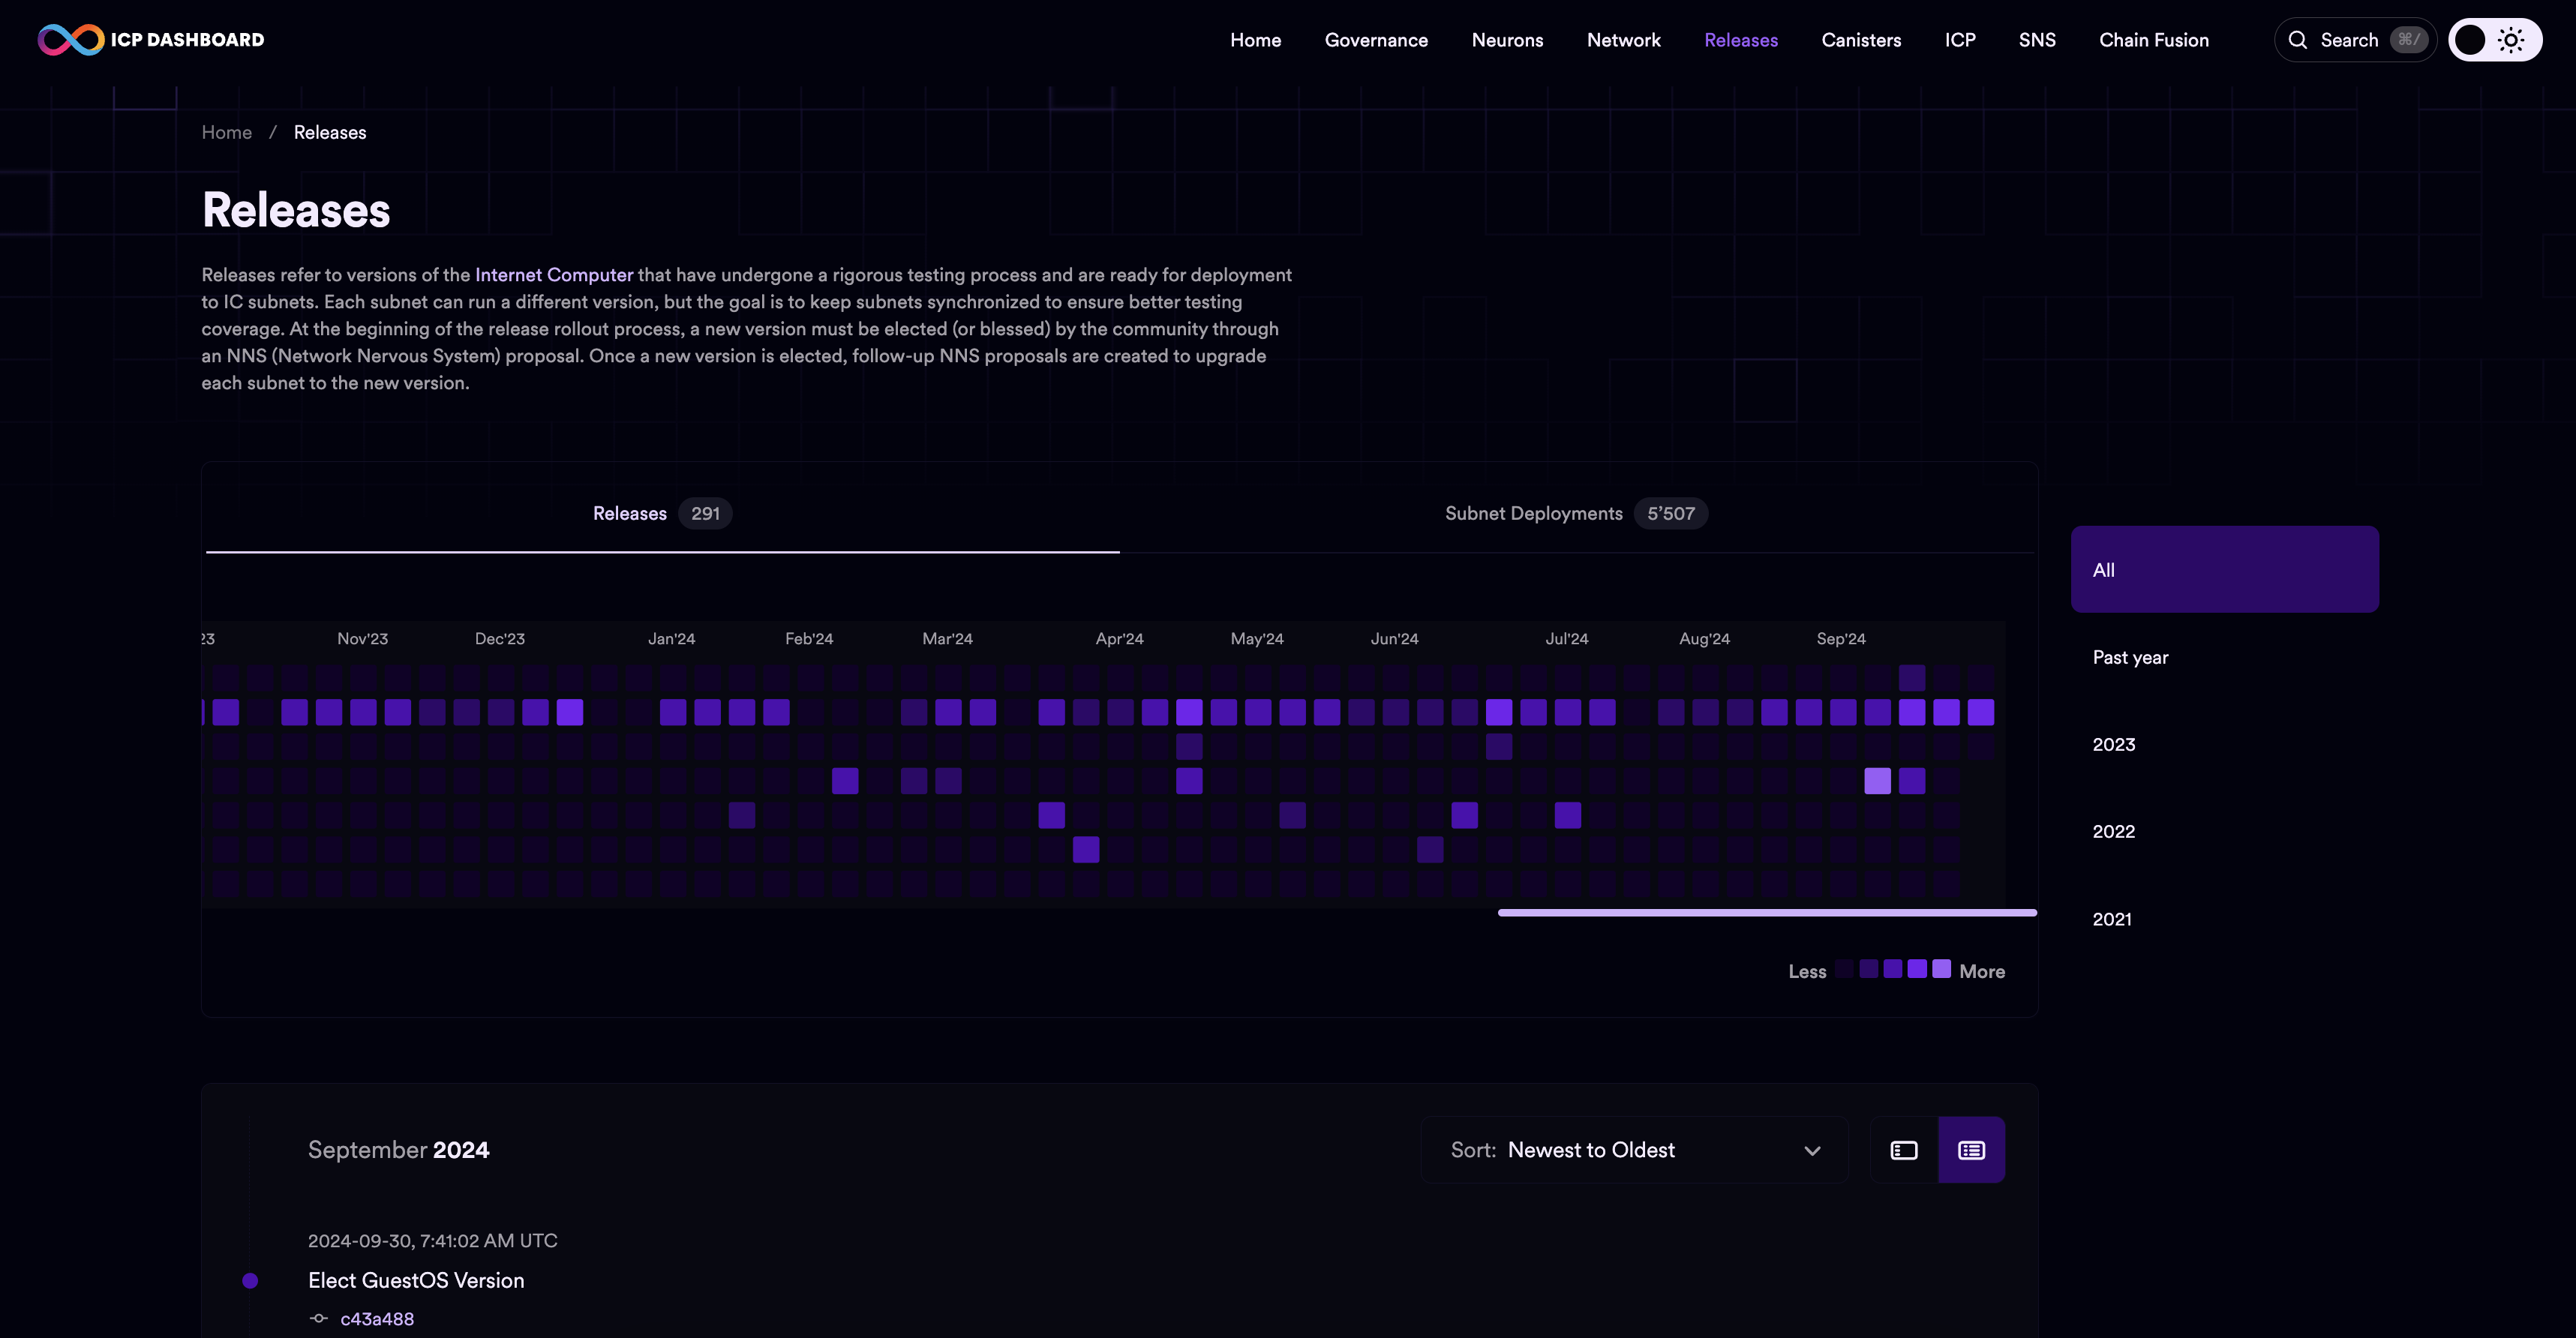 ICP DASHBOARD
Home Governance Neurons Network Releases Canisters ICP SNS Chain Fusion Search ⌘/
Home / Releases
Releases
Releases refer to versions of the Internet Computer that have undergone a rigorous testing process and are ready for deployment
to IC subnets. Each subnet can run a different version, but the goal is to keep subnets synchronized to ensure better testing
coverage. At the beginning of the release rollout process, a new version must be elected (or blessed) by the community through
an NNS (Network Nervous System) proposal. Once a new version is elected, follow-up NNS proposals are created to upgrade
each subnet to the new version.
Releases 291
Subnet Deployments 5’507
23 Nov'23 Dec'23 Jan'24 Feb'24 Mar'24 Apr'24 May'24 Jun'24 Jul'24 Aug'24 Sep'24
Less More
All
Past year
2023
2022
2021
September 2024
Sort: Newest to Oldest
2024-09-30, 7:41:02 AM UTC
Elect GuestOS Version
c43a488